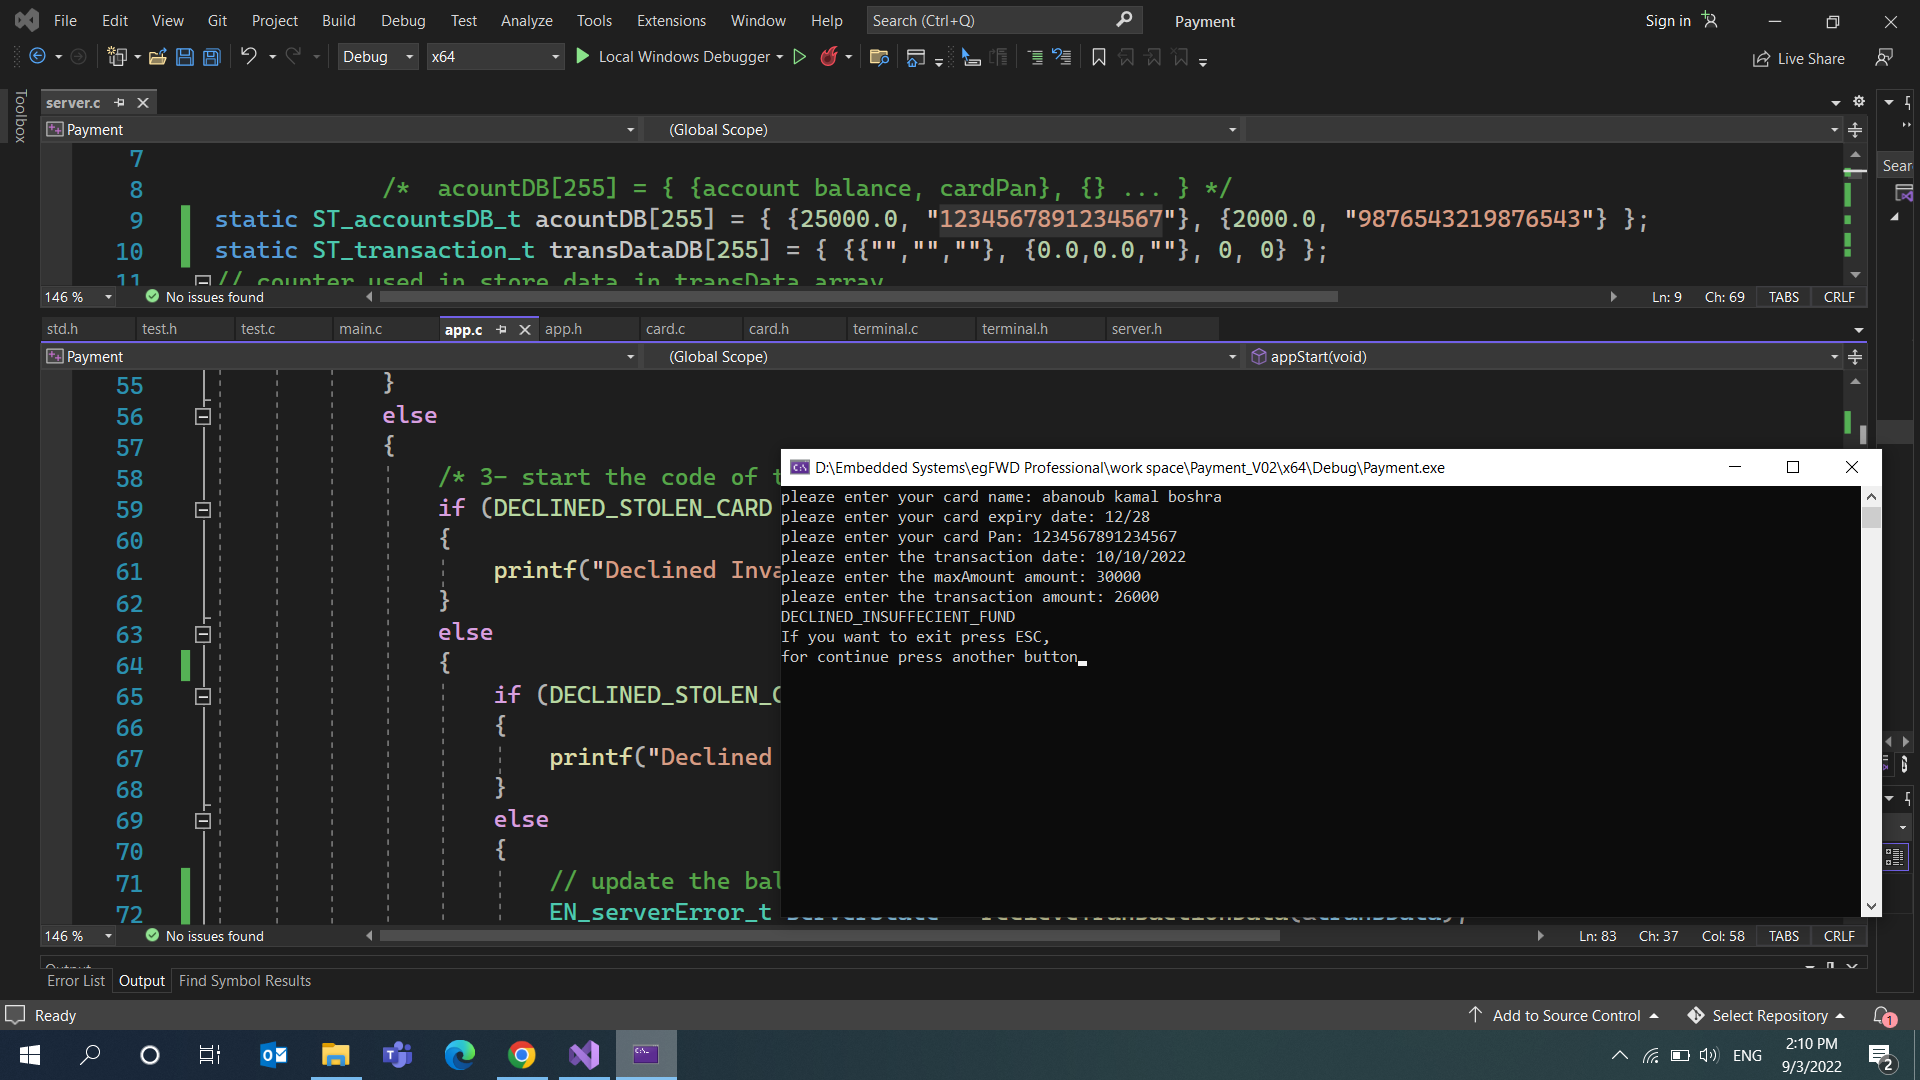 File Edit View Git Project Build Debug Test Analyze Tools Extensions Window Help Search (Ctrl+Q) Payment Sign in
Debug x64 Local Windows Debugger Live Share
Toolbox
server.c
Payment (Global Scope)
Sear
7
8 /* acountDB[255] = { {account balance, cardPan}, {} ... } */
9 static ST_accountsDB_t acountDB[255] = { {25000.0, "1234567891234567"}, {2000.0, "9876543219876543"} };
10 static ST_transaction_t transDataDB[255] = { {{"","",""}, {0.0,0.0,""}, 0, 0} };
11 // counter used in store data in transData array
146 % No issues found Ln: 9 Ch: 69 TABS CRLF
std.h test.h test.c main.c app.c app.h card.c card.h terminal.c terminal.h server.h
Payment (Global Scope) appStart(void)
55 }
56 else
57 {
58 /* 3- start the code of t
59 if (DECLINED_STOLEN_CARD
60 {
61 printf("Declined Inva
62 }
63 else
64 {
65 if (DECLINED_STOLEN_C
66 {
67 printf("Declined
68 }
69 else
70 {
71 // update the bal
72 EN_serverError_t
D:\Embedded Systems\egFWD Professional\work space\Payment_V02\x64\Debug\Payment.exe
pleaze enter your card name: abanoub kamal boshra
pleaze enter your card expiry date: 12/28
pleaze enter your card Pan: 1234567891234567
pleaze enter the transaction date: 10/10/2022
pleaze enter the maxAmount amount: 30000
pleaze enter the transaction amount: 26000
DECLINED_INSUFFECIENT_FUND
If you want to exit press ESC,
for continue press another button
146 % No issues found Ln: 83 Ch: 37 Col: 58 TABS CRLF
Output
Error List Output Find Symbol Results
Ready Add to Source Control Select Repository 1
ENG 2:10 PM
9/3/2022 2